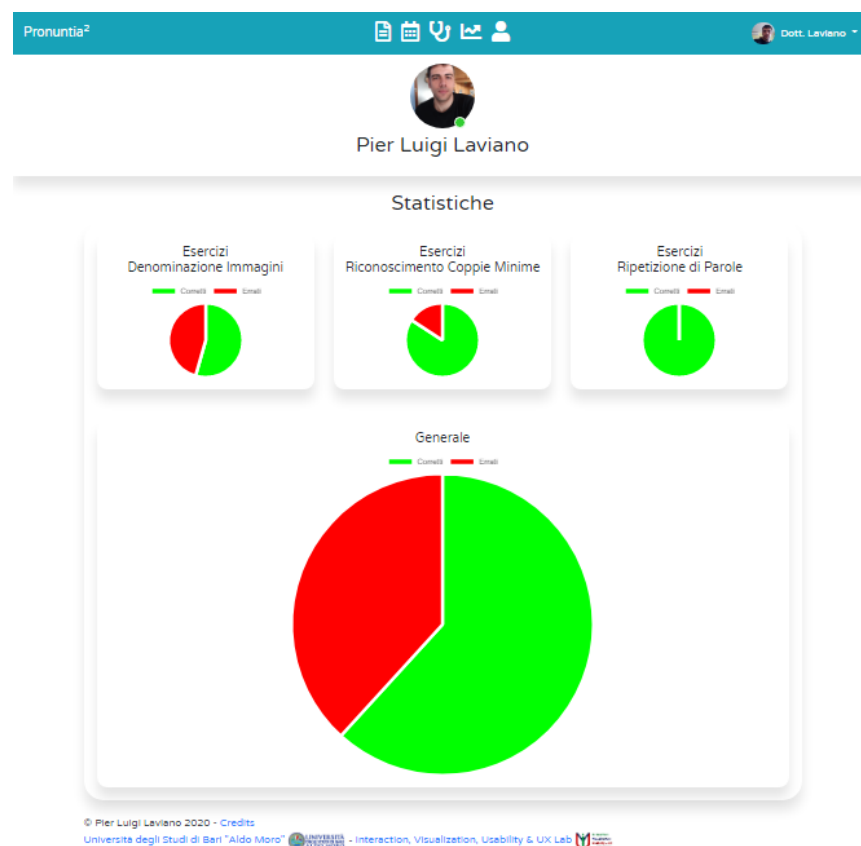 Pronuntia²
Dott. Laviano
Pier Luigi Laviano
Statistiche
Esercizi
Denominazione Immagini
Corretti Errati
Esercizi
Riconoscimento Coppie Minime
Corretti Errati
Esercizi
Ripetizione di Parole
Corretti Errati
Generale
Corretti Errati
© Pier Luigi Laviano 2020 - Credits
Università degli Studi di Bari "Aldo Moro" - Interaction, Visualization, Usability & UX Lab